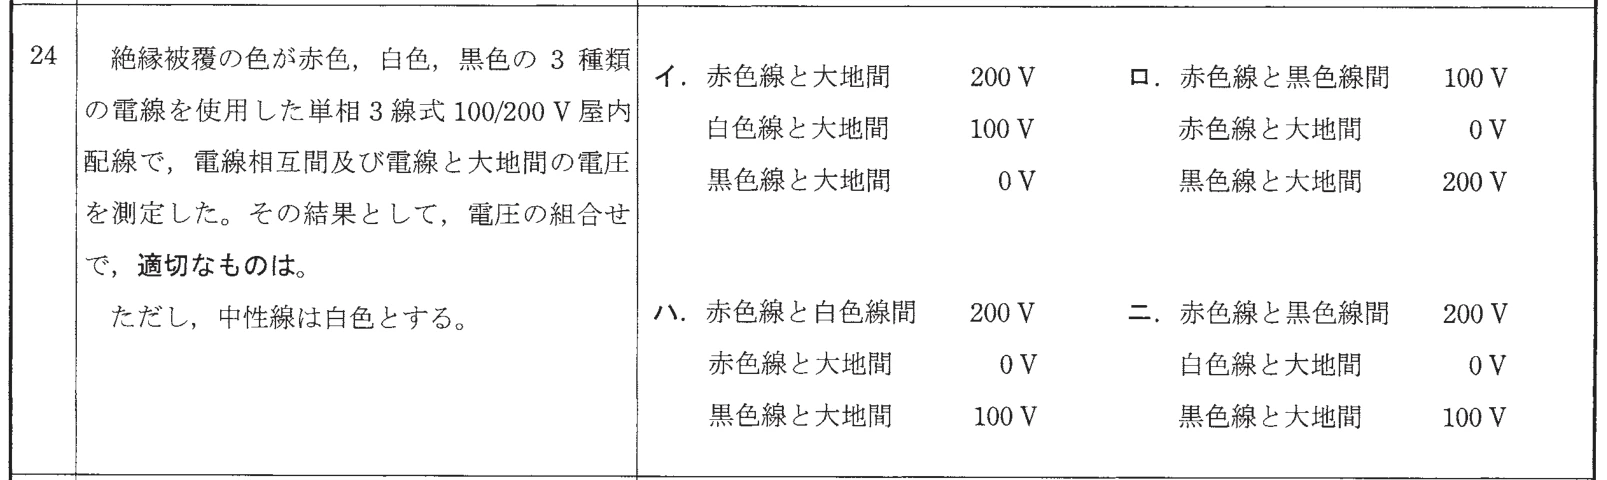 24
絶縁被覆の色が赤色，白色，黒色の 3 種類
の電線を使用した単相 3 線式 100/200 V 屋内
配線で，電線相互間及び電線と大地間の電圧
を測定した。その結果として，電圧の組合せ
で，適切なものは。
ただし，中性線は白色とする。
イ．赤色線と大地間 200 V
白色線と大地間 100 V
黒色線と大地間 0 V
ロ．赤色線と黒色線間 100 V
赤色線と大地間 0 V
黒色線と大地間 200 V
ハ．赤色線と白色線間 200 V
赤色線と大地間 0 V
黒色線と大地間 100 V
ニ．赤色線と黒色線間 200 V
白色線と大地間 0 V
黒色線と大地間 100 V